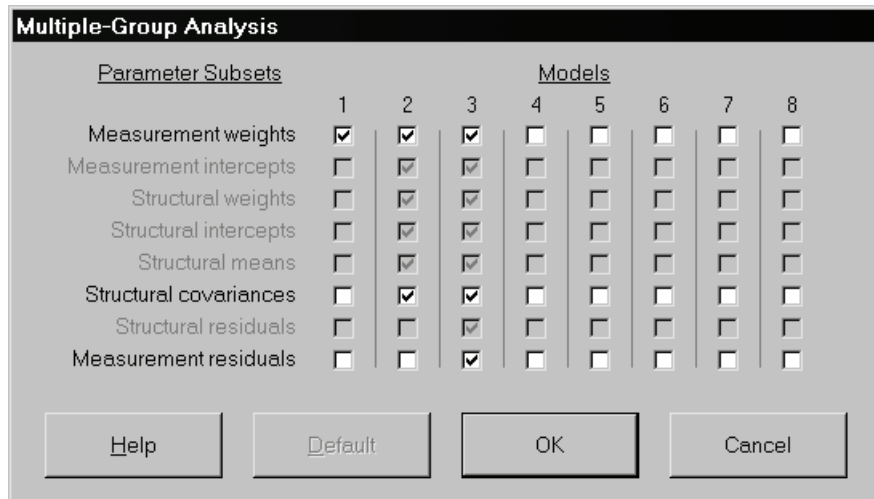 Multiple-Group Analysis
Parameter Subsets Models
1 2 3 4 5 6 7 8
Measurement weights
Measurement intercepts
Structural weights
Structural intercepts
Structural means
Structural covariances
Structural residuals
Measurement residuals
Help Default OK Cancel